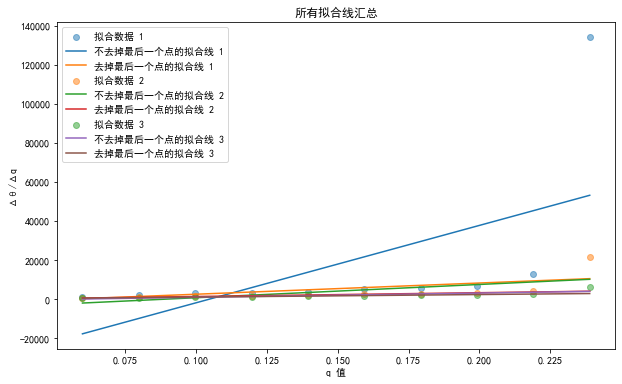 所有拟合线汇总
140000
120000
100000
80000
60000
40000
20000
0
−20000
Δθ/Δq
拟合数据 1
不去掉最后一个点的拟合线 1
去掉最后一个点的拟合线 1
拟合数据 2
不去掉最后一个点的拟合线 2
去掉最后一个点的拟合线 2
拟合数据 3
不去掉最后一个点的拟合线 3
去掉最后一个点的拟合线 3
0.075 0.100 0.125 0.150 0.175 0.200 0.225
q 值